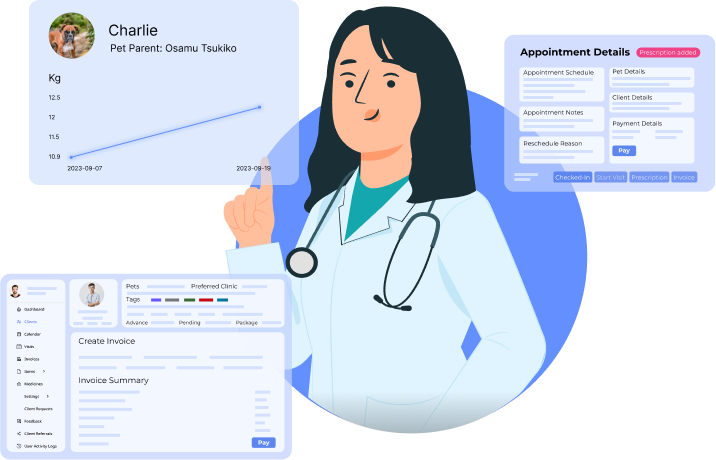 Charlie
Pet Parent: Osamu Tsukiko
Kg
12.5
12
11.5
10.9
2023-09-07
2023-09-19
Appointment Details
Prescription added
Appointment Schedule
Appointment Notes
Reschedule Reason
Pet Details
Client Details
Payment Details
Pay
Checked-In
Start Visit
Prescription
Invoice
Dashboard
Clients
Calendar
Visits
Invoices
Items
Medicines
Settings
Client Requests
Feedback
Client Referrals
User Activity Logs
Pets
Preferred Clinic
Tags
Advance
Pending
Package
Create Invoice
Invoice Summary
Pay